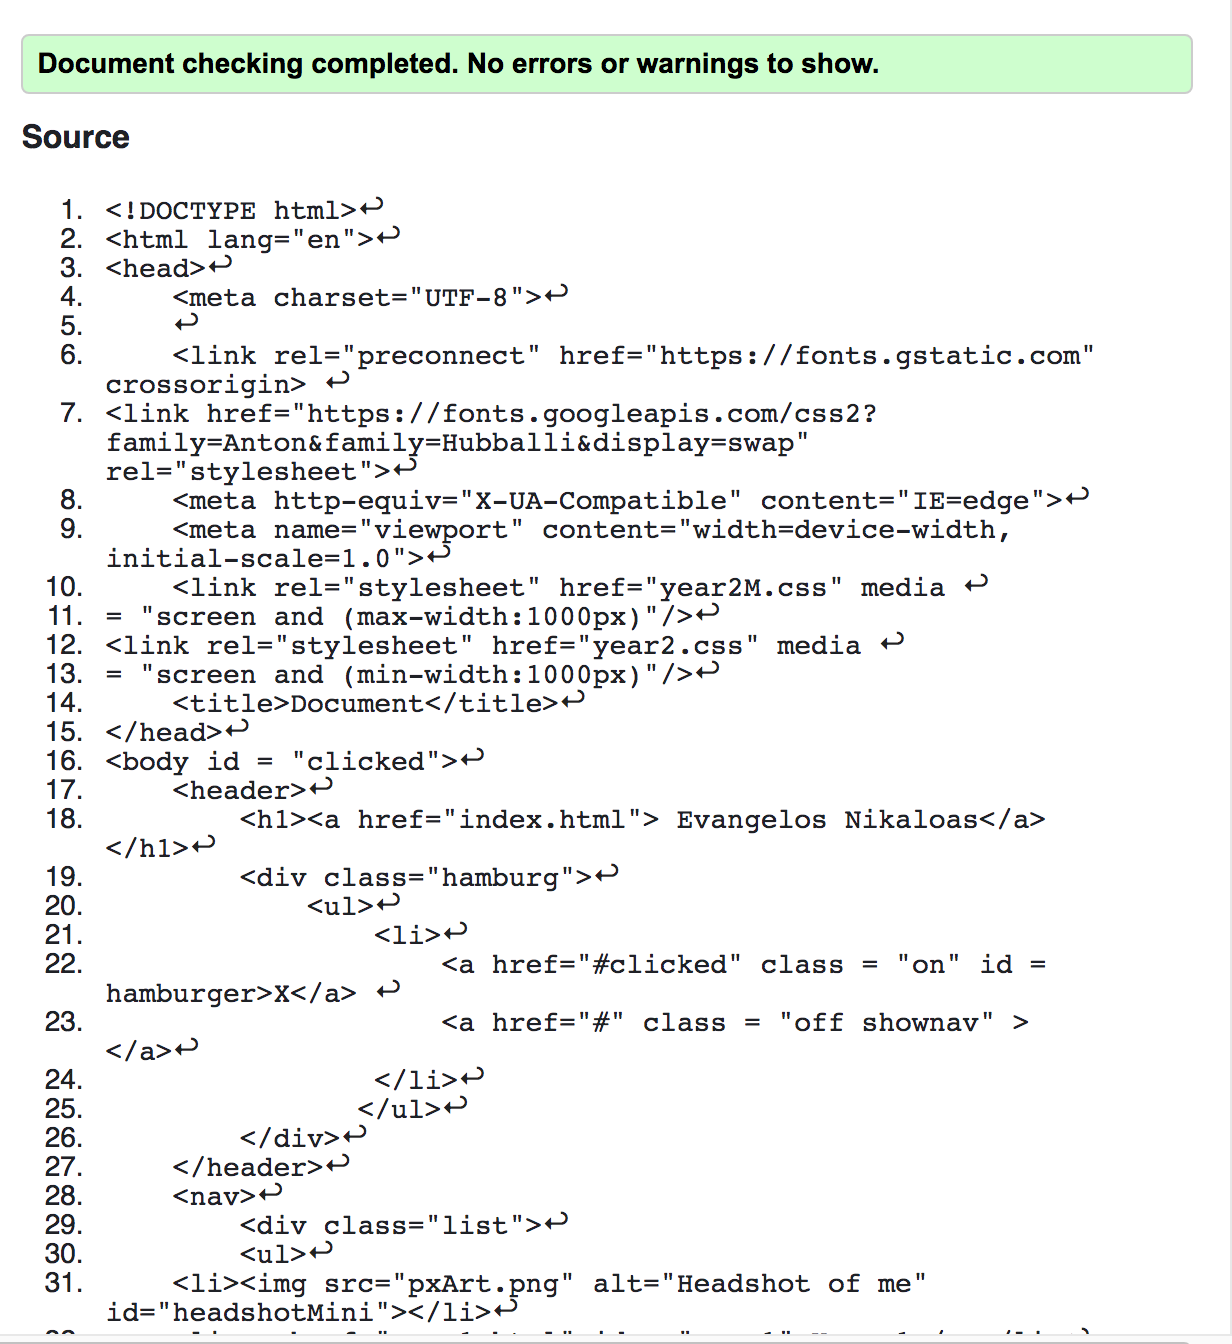 Document checking completed. No errors or warnings to show.
Source
1. <!DOCTYPE html>↩
2. <html lang="en">↩
3. <head>↩
4.     <meta charset="UTF-8">↩
5.     ↩
6.     <link rel="preconnect" href="https://fonts.gstatic.com"
crossorigin> ↩
7. <link href="https://fonts.googleapis.com/css2?
family=Anton&family=Hubballi&display=swap"
rel="stylesheet">↩
8.     <meta http-equiv="X-UA-Compatible" content="IE=edge">↩
9.     <meta name="viewport" content="width=device-width,
initial-scale=1.0">↩
10.     <link rel="stylesheet" href="year2M.css" media ↩
11. = "screen and (max-width:1000px)"/>↩
12. <link rel="stylesheet" href="year2.css" media ↩
13. = "screen and (min-width:1000px)"/>↩
14.     <title>Document</title>↩
15. </head>↩
16. <body id = "clicked">↩
17.     <header>↩
18.         <h1><a href="index.html"> Evangelos Nikaloas</a>
</h1>↩
19.         <div class="hamburg">↩
20.             <ul>↩
21.                 <li>↩
22.                     <a href="#clicked" class = "on" id =
hamburger>X</a> ↩
23.                     <a href="#" class = "off shownav" >
</a>↩
24.                 </li>↩
25.                </ul>↩
26.         </div>↩
27.     </header>↩
28.     <nav>↩
29.         <div class="list">↩
30.         <ul>↩
31.     <li><img src="pxArt.png" alt="Headshot of me"
id="headshotMini"></li>↩